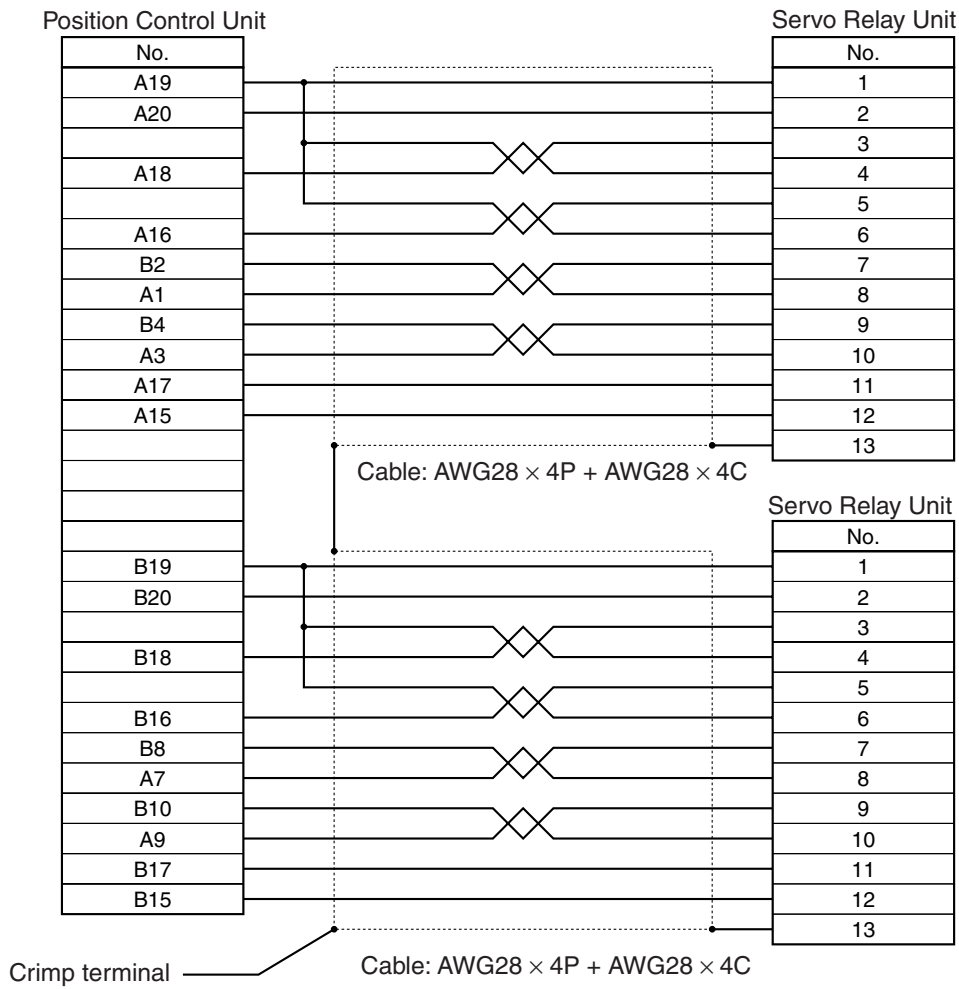 Position Control Unit
No.
A19
A20
A18
A16
B2
A1
B4
A3
A17
A15
B19
B20
B18
B16
B8
A7
B10
A9
B17
B15
Servo Relay Unit
No.
1
2
3
4
5
6
7
8
9
10
11
12
13
Cable: AWG28 × 4P + AWG28 × 4C
Servo Relay Unit
No.
1
2
3
4
5
6
7
8
9
10
11
12
13
Cable: AWG28 × 4P + AWG28 × 4C
Crimp terminal